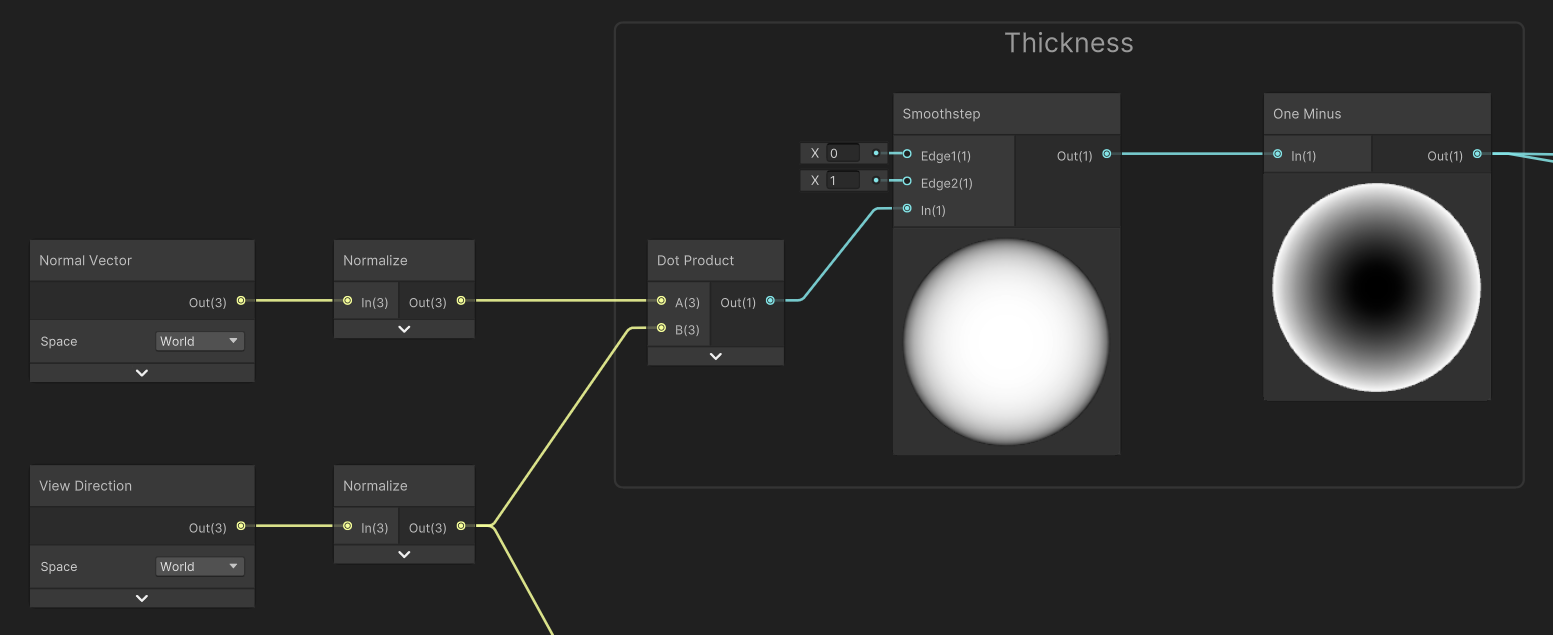 Thickness
Smoothstep
X 0
Edge1(1)
Out(1)
X 1
Edge2(1)
In(1)
One Minus
In(1)
Out(1)
Normal Vector
Out(3)
Space
World
Normalize
In(3)
Out(3)
Dot Product
A(3)
Out(1)
B(3)
View Direction
Out(3)
Space
World
Normalize
In(3)
Out(3)